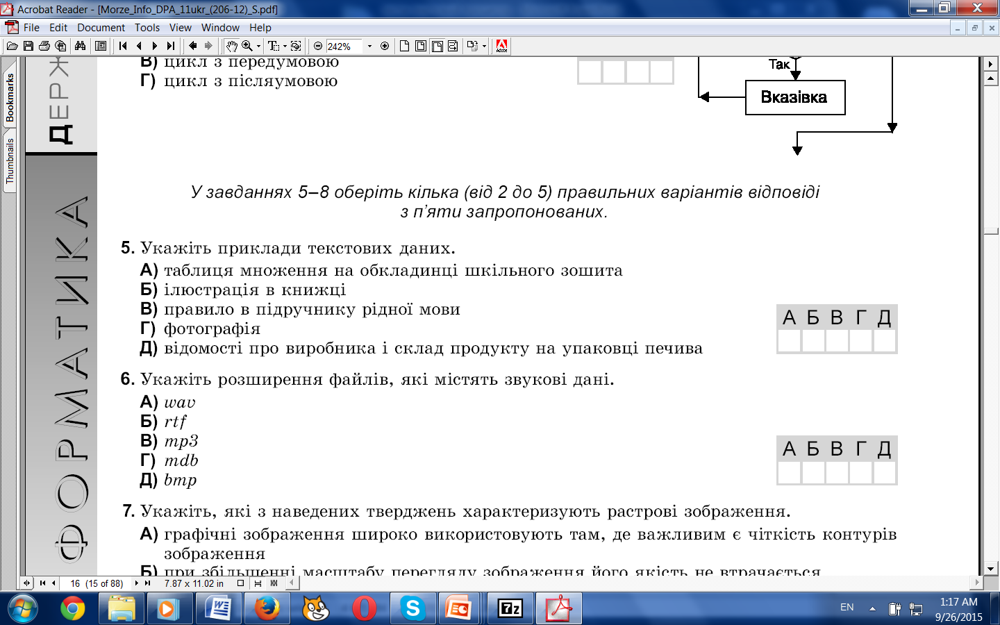 Acrobat Reader - [Morze_Info_DPA_11ukr_(206-12)_S.pdf]
File Edit Document Tools View Window Help
242%
Bookmarks
Thumbnails
ДЕРЖ
ФОРМАТИКА
В) цикл з передумовою
Г) цикл з післяумовою
Так
Вказівка
У завданнях 5–8 оберіть кілька (від 2 до 5) правильних варіантів відповіді
з п’яти запропонованих.
5. Укажіть приклади текстових даних.
А) таблиця множення на обкладинці шкільного зошита
Б) ілюстрація в книжці
В) правило в підручнику рідної мови
Г) фотографія
Д) відомості про виробника і склад продукту на упаковці печива
А Б В Г Д
6. Укажіть розширення файлів, які містять звукові дані.
А) wav
Б) rtf
В) mp3
Г) mdb
Д) bmp
А Б В Г Д
7. Укажіть, які з наведених тверджень характеризують растрові зображення.
А) графічні зображення широко використовують там, де важливим є чіткість контурів
зображення
Б) при збільшенні масштабу перегляду зображення його якість не втрачається
16 (15 of 88) 7.87 x 11.02 in
EN
1:17 AM
9/26/2015